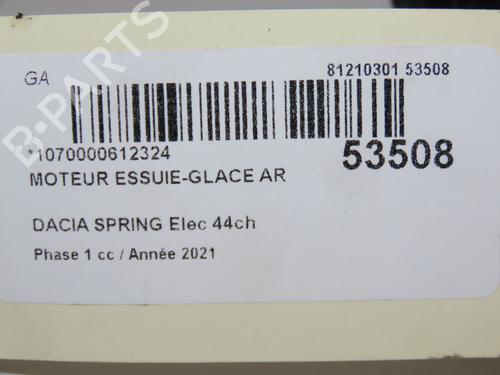 GA
81210301 53508
*1070000612324
53508
MOTEUR ESSUIE-GLACE AR
DACIA SPRING Elec 44ch
Phase 1 cc / Année 2021
B-PARTS